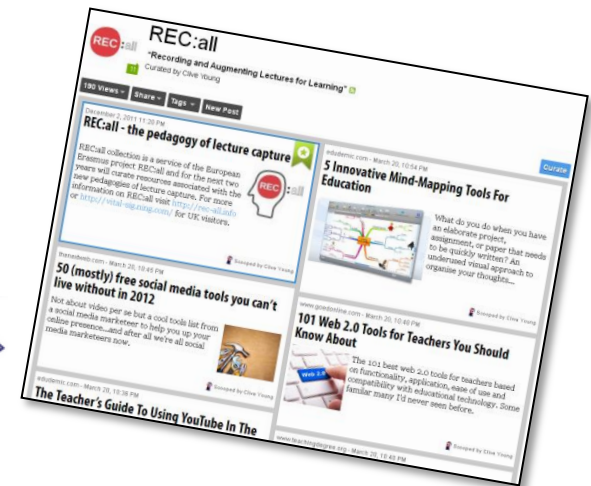 REC:all
REC:all
"Recording and Augmenting Lectures for Learning"
Curated by Clive Young
11
190 Views
Share
Tags
New Post
December 2, 2011 11:20 PM
REC:all - the pedagogy of lecture capture
REC:all collection is a service of the European
Erasmus project REC:all and for the next two
years will curate resources associated with the
new pedagogies of lecture capture. For more
information on REC:all visit http://rec-all.info
or http://vital-sig.ning.com/ for UK visitors.
REC:all
Scooped by Clive Young
edudemic.com - March 20, 10:54 PM
Curate
5 Innovative Mind-Mapping Tools For
Education
What do you do when you have
an elaborate project,
assignment, or paper that needs
to be quickly written? An
underused visual approach to
organise your thoughts...
Scooped by Clive Young
thenextweb.com - March 20, 10:45 PM
50 (mostly) free social media tools you can't
live without in 2012
Not about video per se but a cool tools list from
a social media marketeer to help you up your
online presence...and after all we're all social
media marketeers now.
Scooped by Clive Young
www.goedonline.com - March 20, 10:40 PM
101 Web 2.0 Tools for Teachers You Should
Know About
Web 2.0
The 101 best web 2.0 tools for teachers based
on functionality, application, ease of use and
compatibility with educational technology. Some
familar many I'd never seen before.
Scooped by Clive Young
edudemic.com - March 20, 10:36 PM
The Teacher's Guide To Using YouTube In The
www.teachingdegree.org - March 20, 10:40 PM